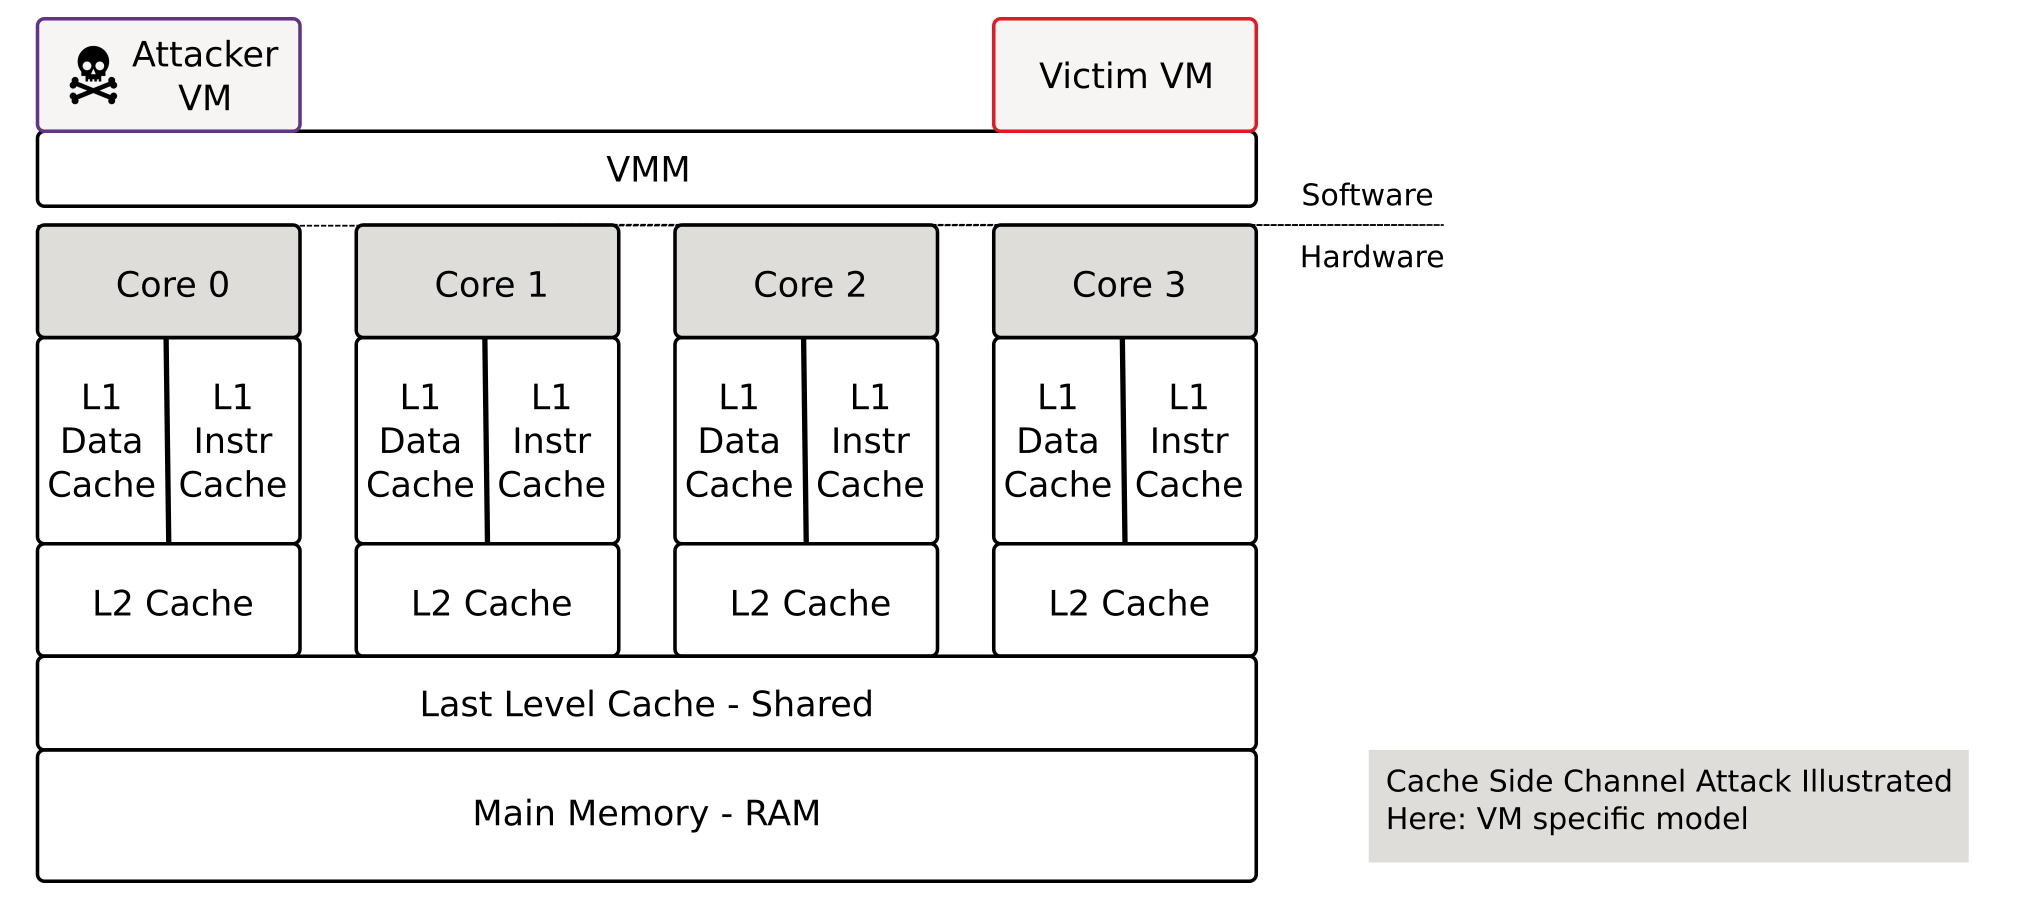 Attacker
VM
Victim VM
VMM
Software
Hardware
Core 0
Core 1
Core 2
Core 3
L1
Data
Cache
L1
Instr
Cache
L1
Data
Cache
L1
Instr
Cache
L1
Data
Cache
L1
Instr
Cache
L1
Data
Cache
L1
Instr
Cache
L2 Cache
L2 Cache
L2 Cache
L2 Cache
Last Level Cache - Shared
Main Memory - RAM
Cache Side Channel Attack Illustrated
Here: VM specific model